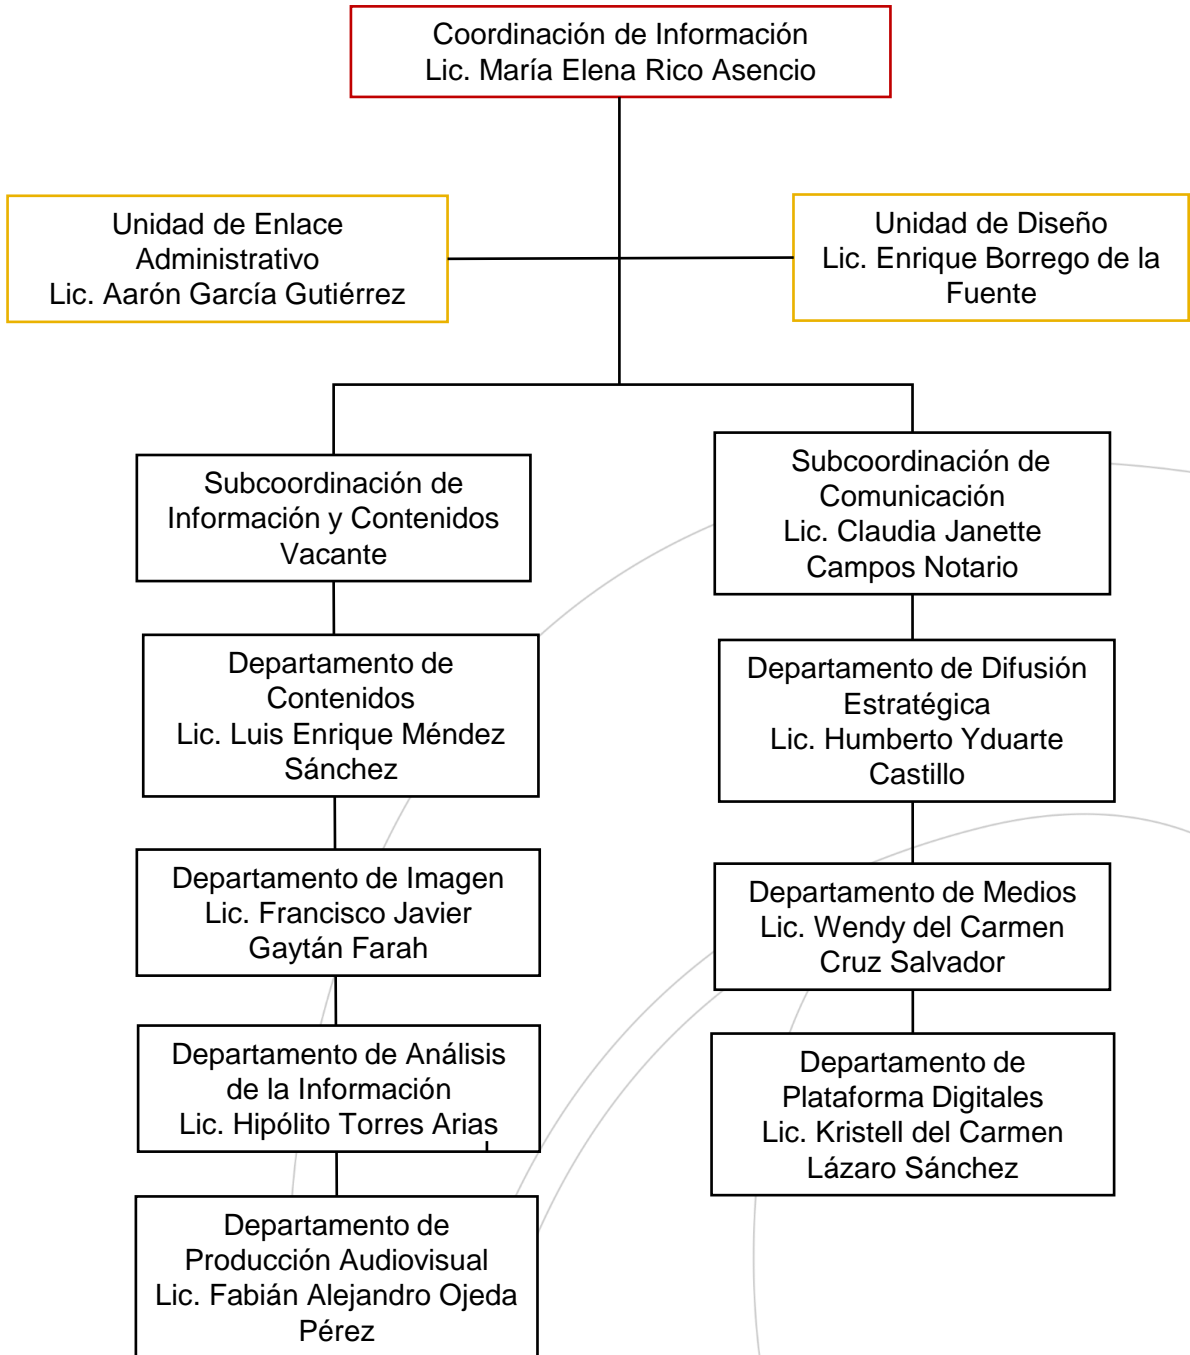 Coordinación de Información
Lic. María Elena Rico Asencio
Unidad de Enlace
Administrativo
Lic. Aarón García Gutiérrez
Unidad de Diseño
Lic. Enrique Borrego de la
Fuente
Subcoordinación de
Información y Contenidos
Vacante
Subcoordinación de
Comunicación
Lic. Claudia Janette
Campos Notario
Departamento de
Contenidos
Lic. Luis Enrique Méndez
Sánchez
Departamento de Difusión
Estratégica
Lic. Humberto Yduarte
Castillo
Departamento de Imagen
Lic. Francisco Javier
Gaytán Farah
Departamento de Medios
Lic. Wendy del Carmen
Cruz Salvador
Departamento de Análisis
de la Información
Lic. Hipólito Torres Arias
Departamento de
Plataforma Digitales
Lic. Kristell del Carmen
Lázaro Sánchez
Departamento de
Producción Audiovisual
Lic. Fabián Alejandro Ojeda
Pérez